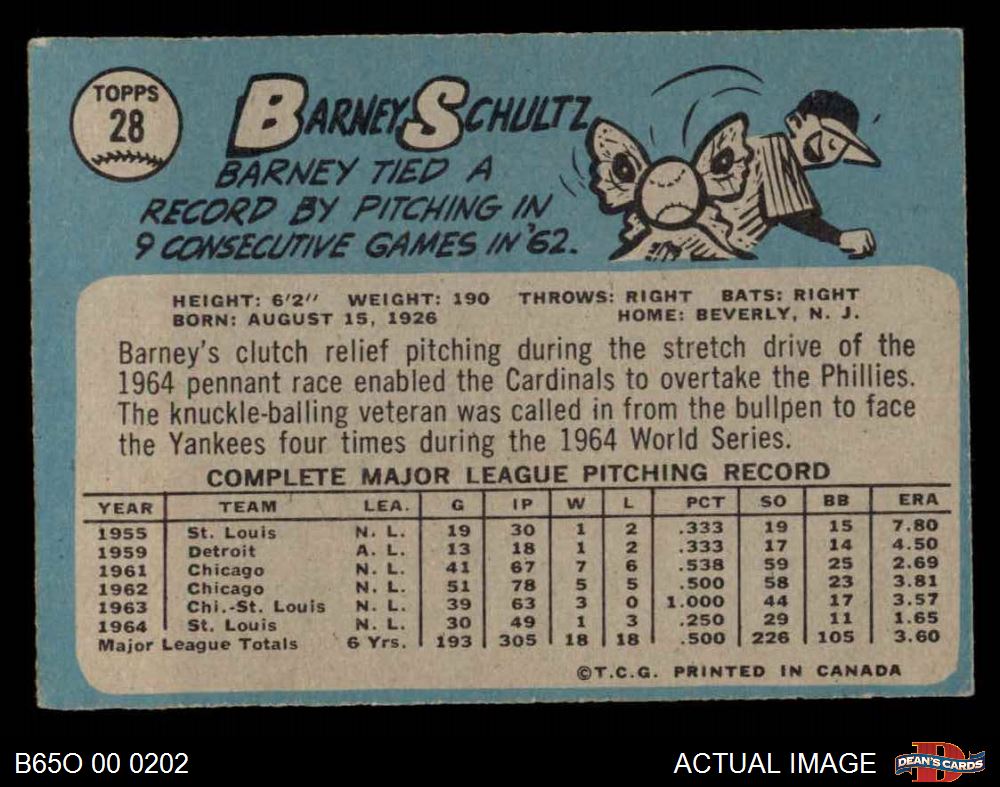 TOPPS
28
BARNEY SCHULTZ
BARNEY TIED A
RECORD BY PITCHING IN
9 CONSECUTIVE GAMES IN '62.
HEIGHT: 6'2" WEIGHT: 190 THROWS: RIGHT BATS: RIGHT
BORN: AUGUST 15, 1926 HOME: BEVERLY, N. J.
Barney's clutch relief pitching during the stretch drive of the
1964 pennant race enabled the Cardinals to overtake the Phillies.
The knuckle-balling veteran was called in from the bullpen to face
the Yankees four times during the 1964 World Series.
COMPLETE MAJOR LEAGUE PITCHING RECORD
YEAR TEAM LEA. G IP W L PCT SO BB ERA
1955 St. Louis N. L. 19 30 1 2 .333 19 15 7.80
1959 Detroit A. L. 13 18 1 2 .333 17 14 4.50
1961 Chicago N. L. 41 67 7 6 .538 59 25 2.69
1962 Chicago N. L. 51 78 5 5 .500 58 23 3.81
1963 Chi.-St. Louis N. L. 39 63 3 0 1.000 44 17 3.57
1964 St. Louis N. L. 30 49 1 3 .250 29 11 1.65
Major League Totals 6 Yrs. 193 305 18 18 .500 226 105 3.60
©T.C.G. PRINTED IN CANADA
B65O 00 0202
ACTUAL IMAGE
DEAN'S CARDS